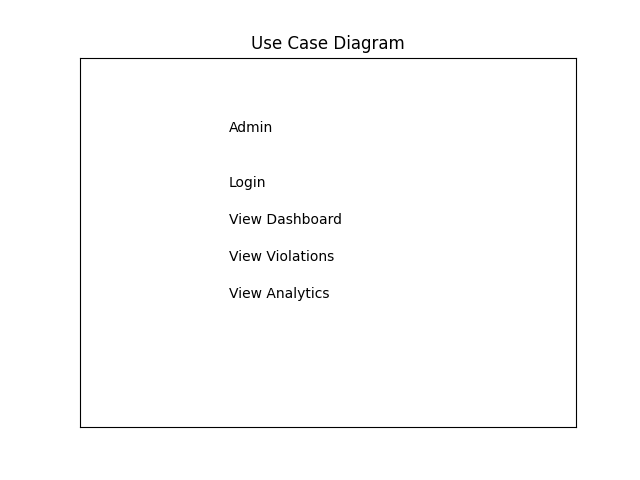 Use Case Diagram
Admin
Login
View Dashboard
View Violations
View Analytics